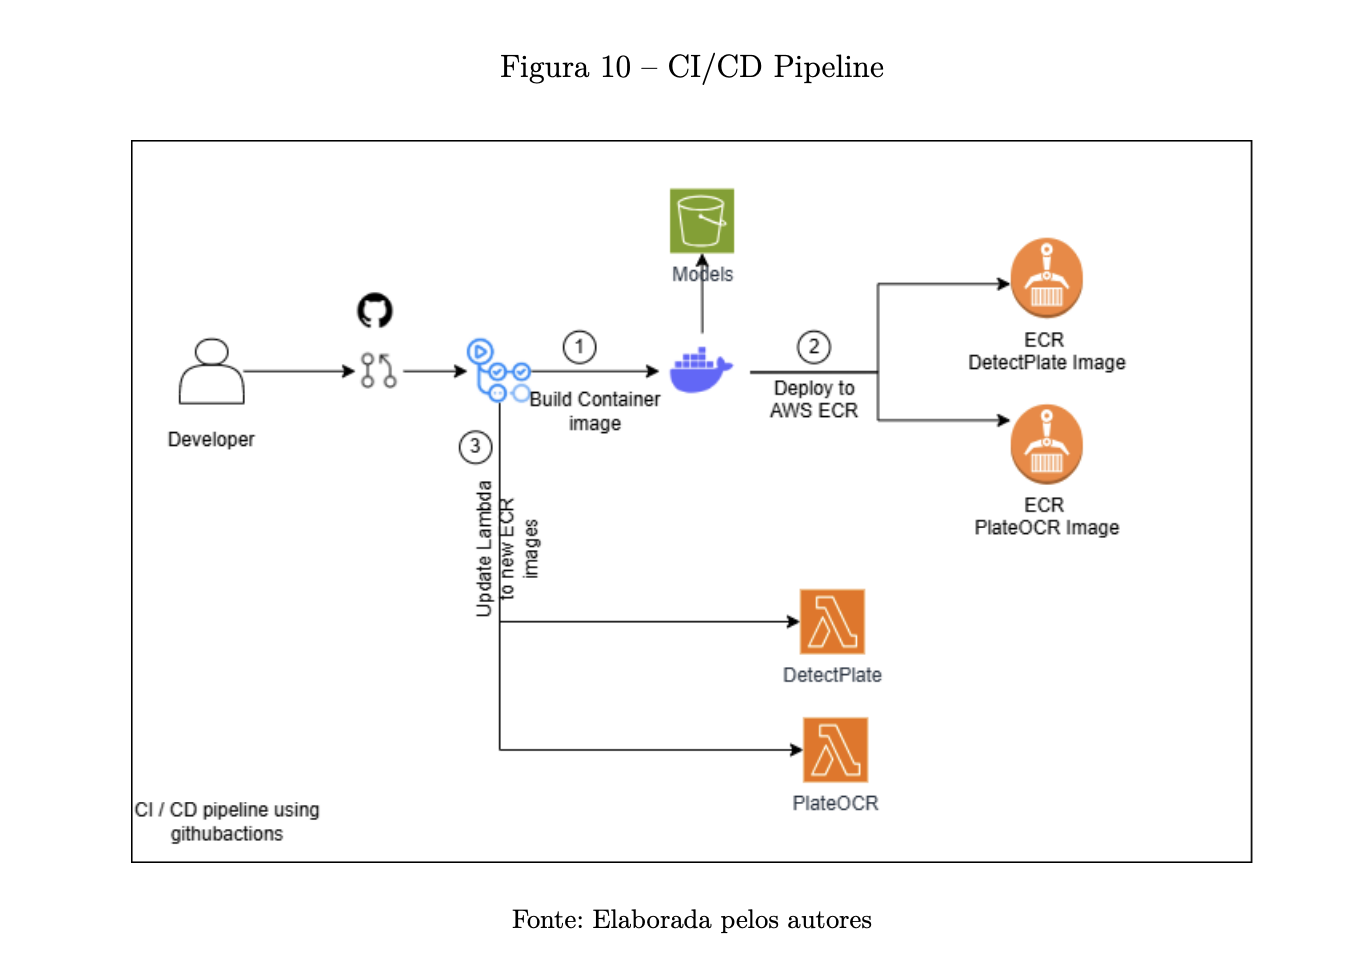 Figura 10 – CI/CD Pipeline
Models
1
2
Build Container
image
Deploy to
AWS ECR
ECR
DetectPlate Image
Developer
3
ECR
PlateOCR Image
Update Lambda
to new ECR
images
DetectPlate
PlateOCR
CI / CD pipeline using
githubactions
Fonte: Elaborada pelos autores